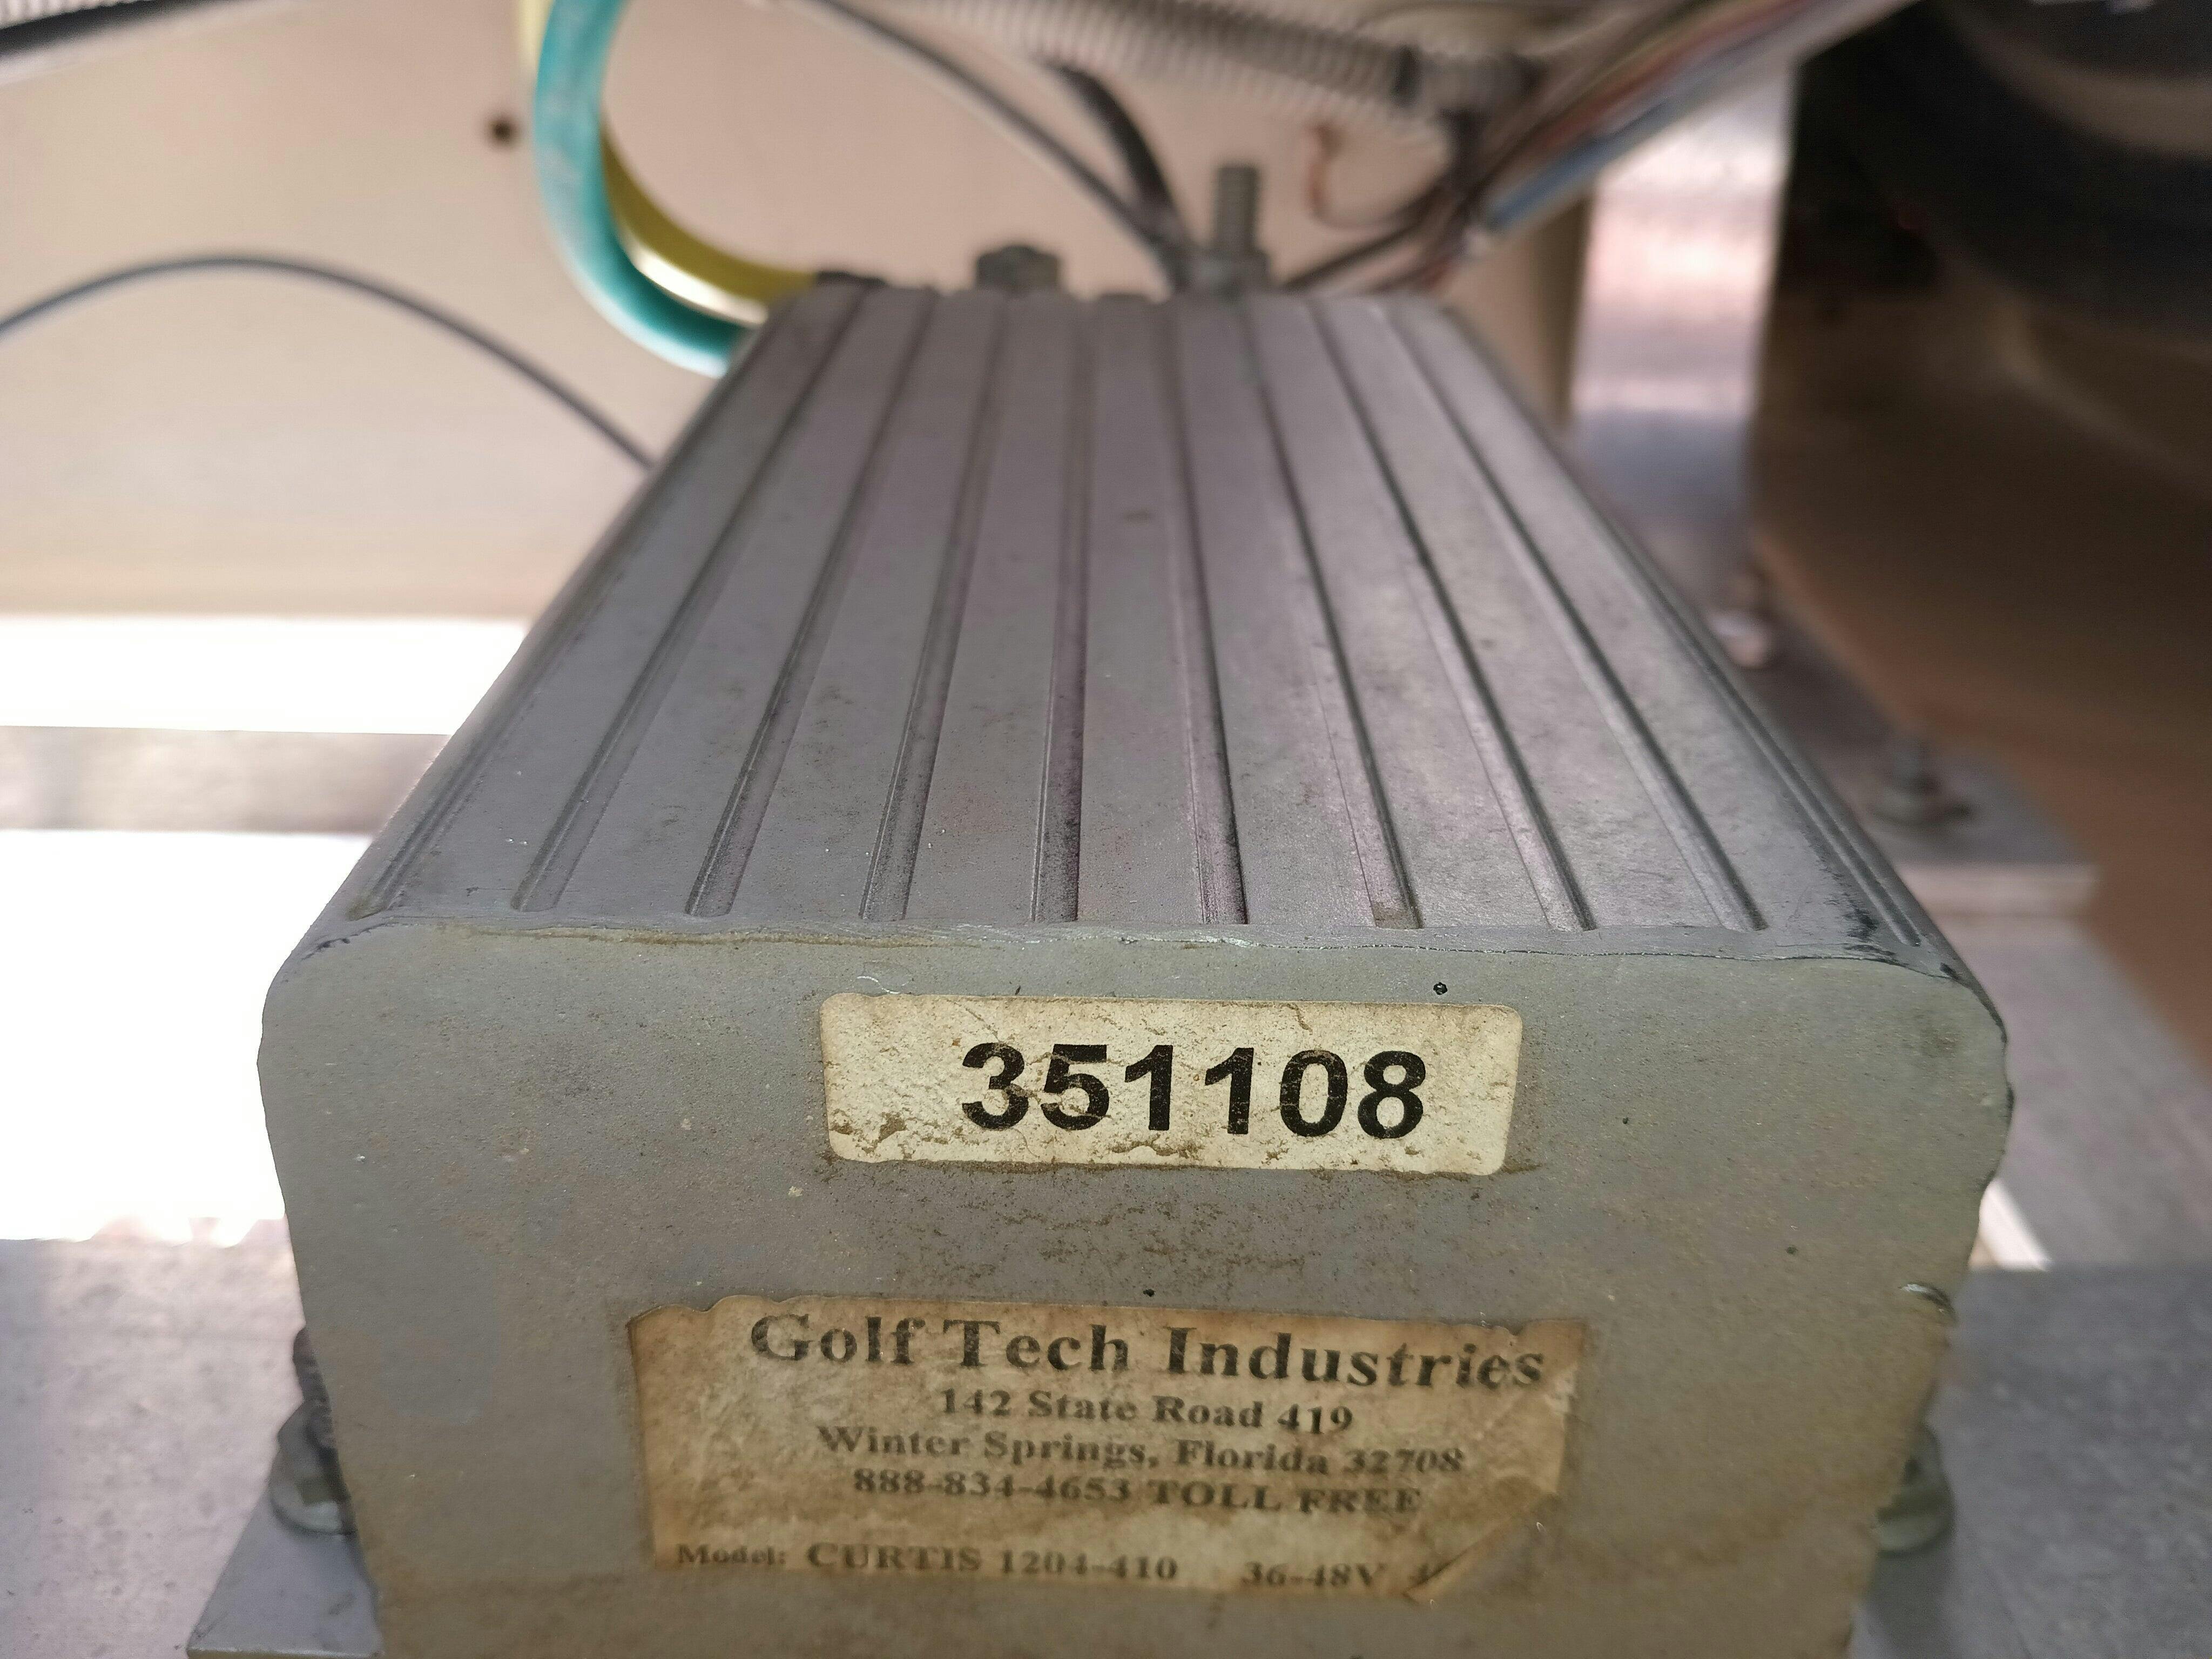 351108
Golf Tech Industries
142 State Road 419
Winter Springs, Florida 32708
888-834-4653 TOLL FREE
Model: CURTIS 1204-410 36-48V